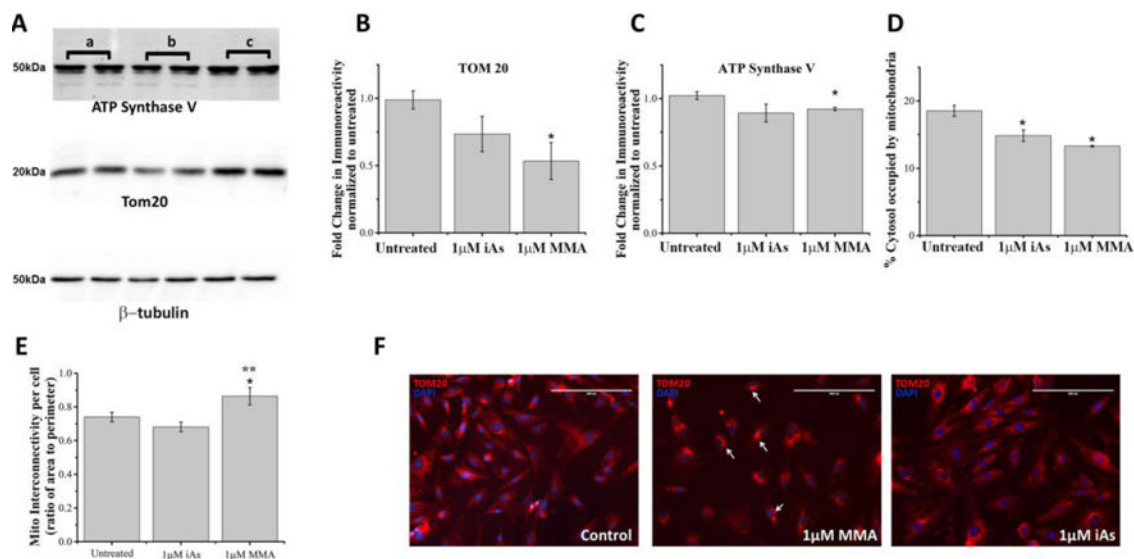 A
a b c
50kDa
ATP Synthase V
20kDa
Tom20
50kDa
β–tubulin
B
TOM 20
Fold Change in Immunoreactivity
normalized to untreated
1.0
0.5
0.0
*
Untreated 1μM iAs 1μM MMA
C
ATP Synthase V
Fold Change in Immunoreactivity
normalized to untreated
1.0
0.5
0.0
*
Untreated 1μM iAs 1μM MMA
D
% Cytosol occupied by mitochondria
20
10
0
*
*
Untreated 1μM iAs 1μM MMA
E
Mito Interconnectivity per cell
(ratio of area to perimeter)
1.0
0.8
0.6
0.4
0.2
0.0
**
*
Untreated 1μM iAs 1μM MMA
F
TOM20
DAPI
Control
TOM20
DAPI
1μM MMA
TOM20
DAPI
1μM iAs